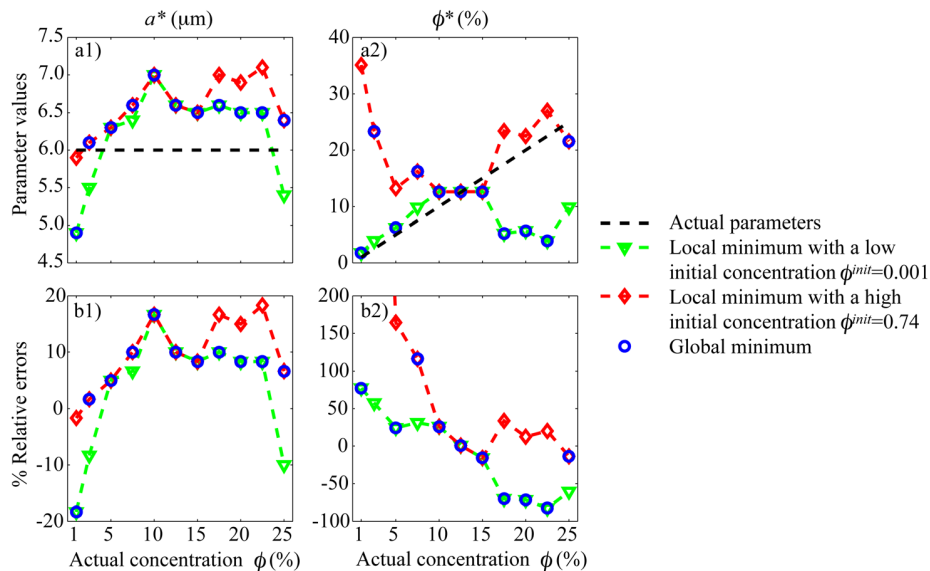 a* (μm)
ϕ* (%)
a1)
7.5
7.0
6.5
6.0
5.5
5.0
4.5
Parameter values
a2)
40
30
20
10
0
b1)
20
10
0
-10
-20
% Relative errors
1 5 10 15 20 25
Actual concentration ϕ (%)
b2)
200
150
100
50
0
-50
-100
1 5 10 15 20 25
Actual concentration ϕ (%)
Actual parameters
Local minimum with a low
initial concentration ϕinit=0.001
Local minimum with a high
initial concentration ϕinit=0.74
Global minimum